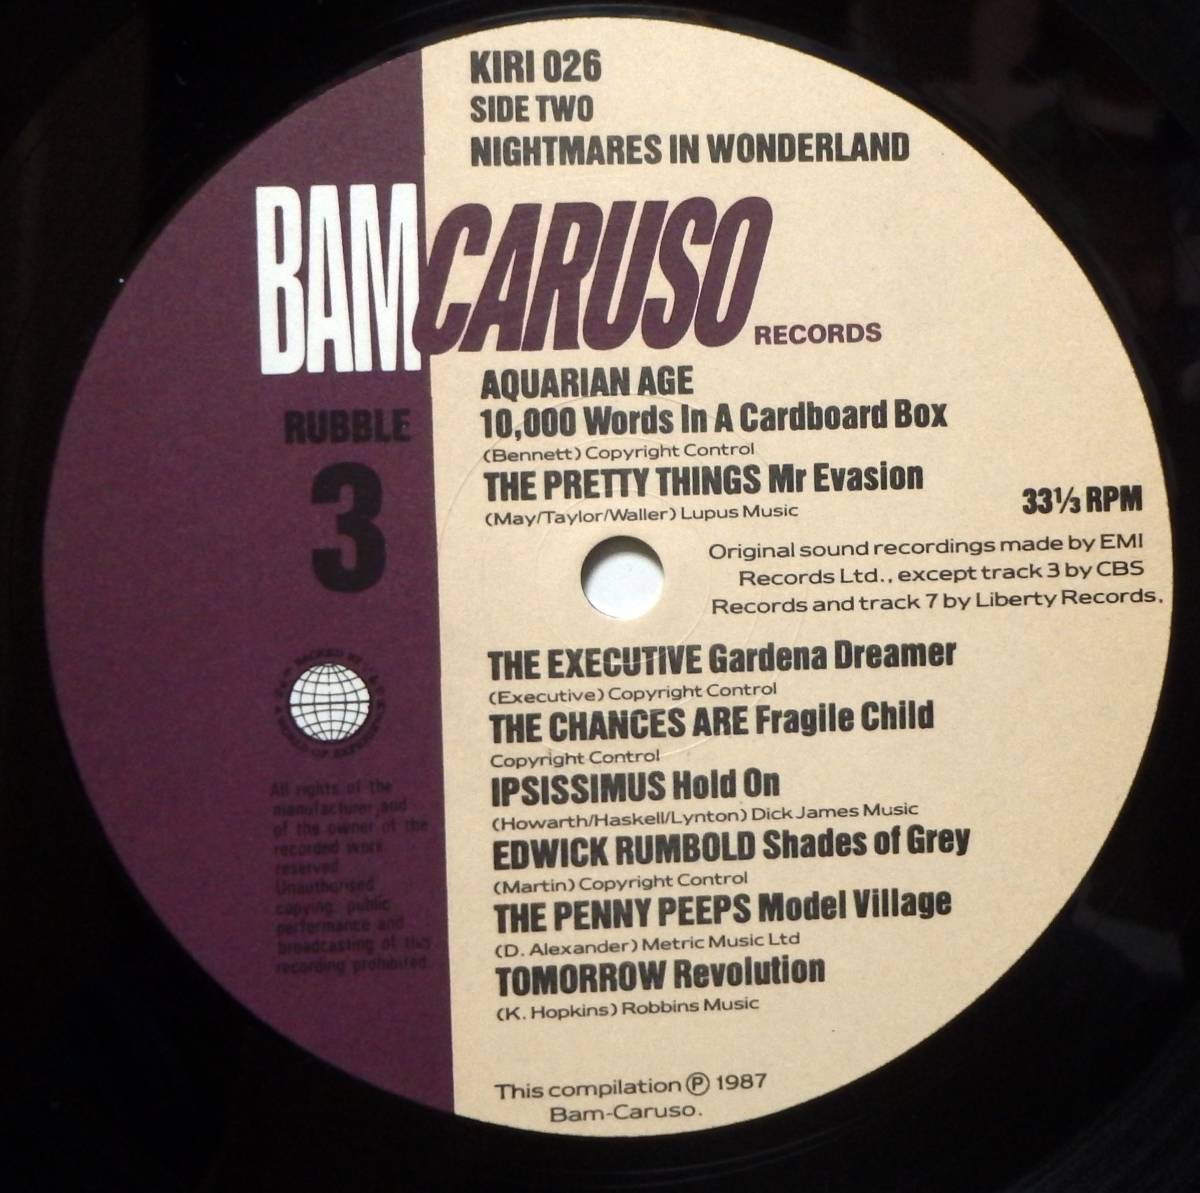 KIRI 026
SIDE TWO
NIGHTMARES IN WONDERLAND
BAM CARUSO RECORDS
RUBBLE
3
AQUARIAN AGE
10,000 Words In A Cardboard Box
(Bennett) Copyright Control
THE PRETTY THINGS Mr Evasion
(May/Taylor/Waller) Lupus Music
33⅓ RPM
Original sound recordings made by EMI
Records Ltd., except track 3 by CBS
Records and track 7 by Liberty Records.
THE EXECUTIVE Gardena Dreamer
(Executive) Copyright Control
THE CHANCES ARE Fragile Child
Copyright Control
IPSISSIMUS Hold On
(Howarth/Haskell/Lynton) Dick James Music
EDWICK RUMBOLD Shades of Grey
(Martin) Copyright Control
THE PENNY PEEPS Model Village
(D. Alexander) Metric Music Ltd
TOMORROW Revolution
(K. Hopkins) Robbins Music
This compilation ℗ 1987
Bam-Caruso.
BACKED BY
All rights of the
manufacturer and
of the owner of the
recorded work
reserved
Unauthorised
copying public
performance and
broadcasting of this
recording prohibited